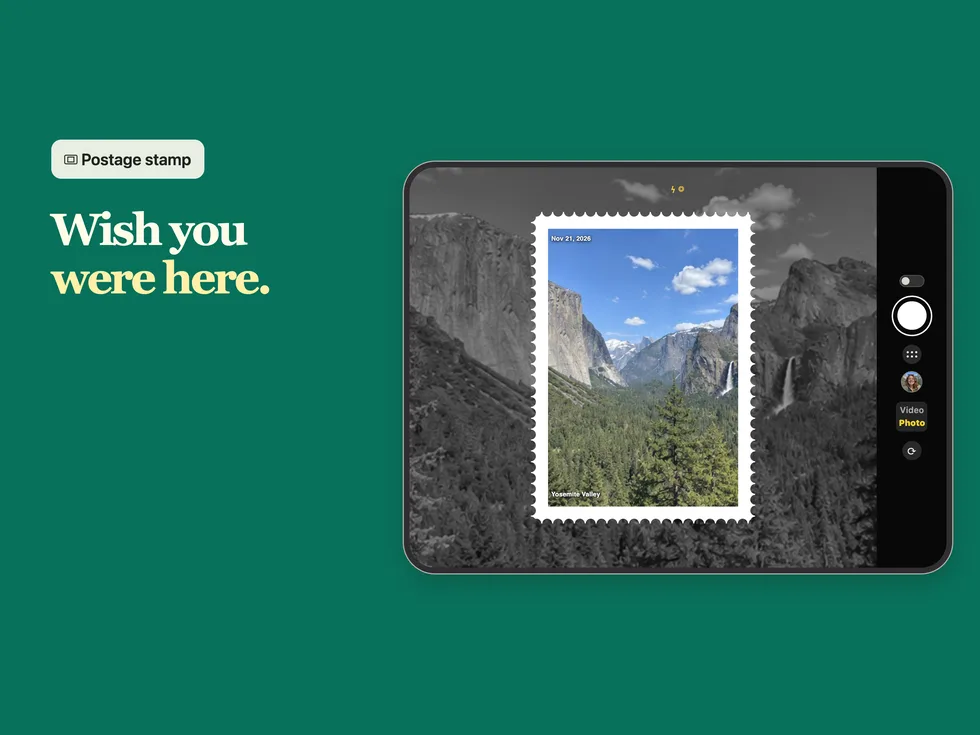 Postage stamp
Wish you
were here.
Nov 21, 2026
Yosemite Valley
Video
Photo